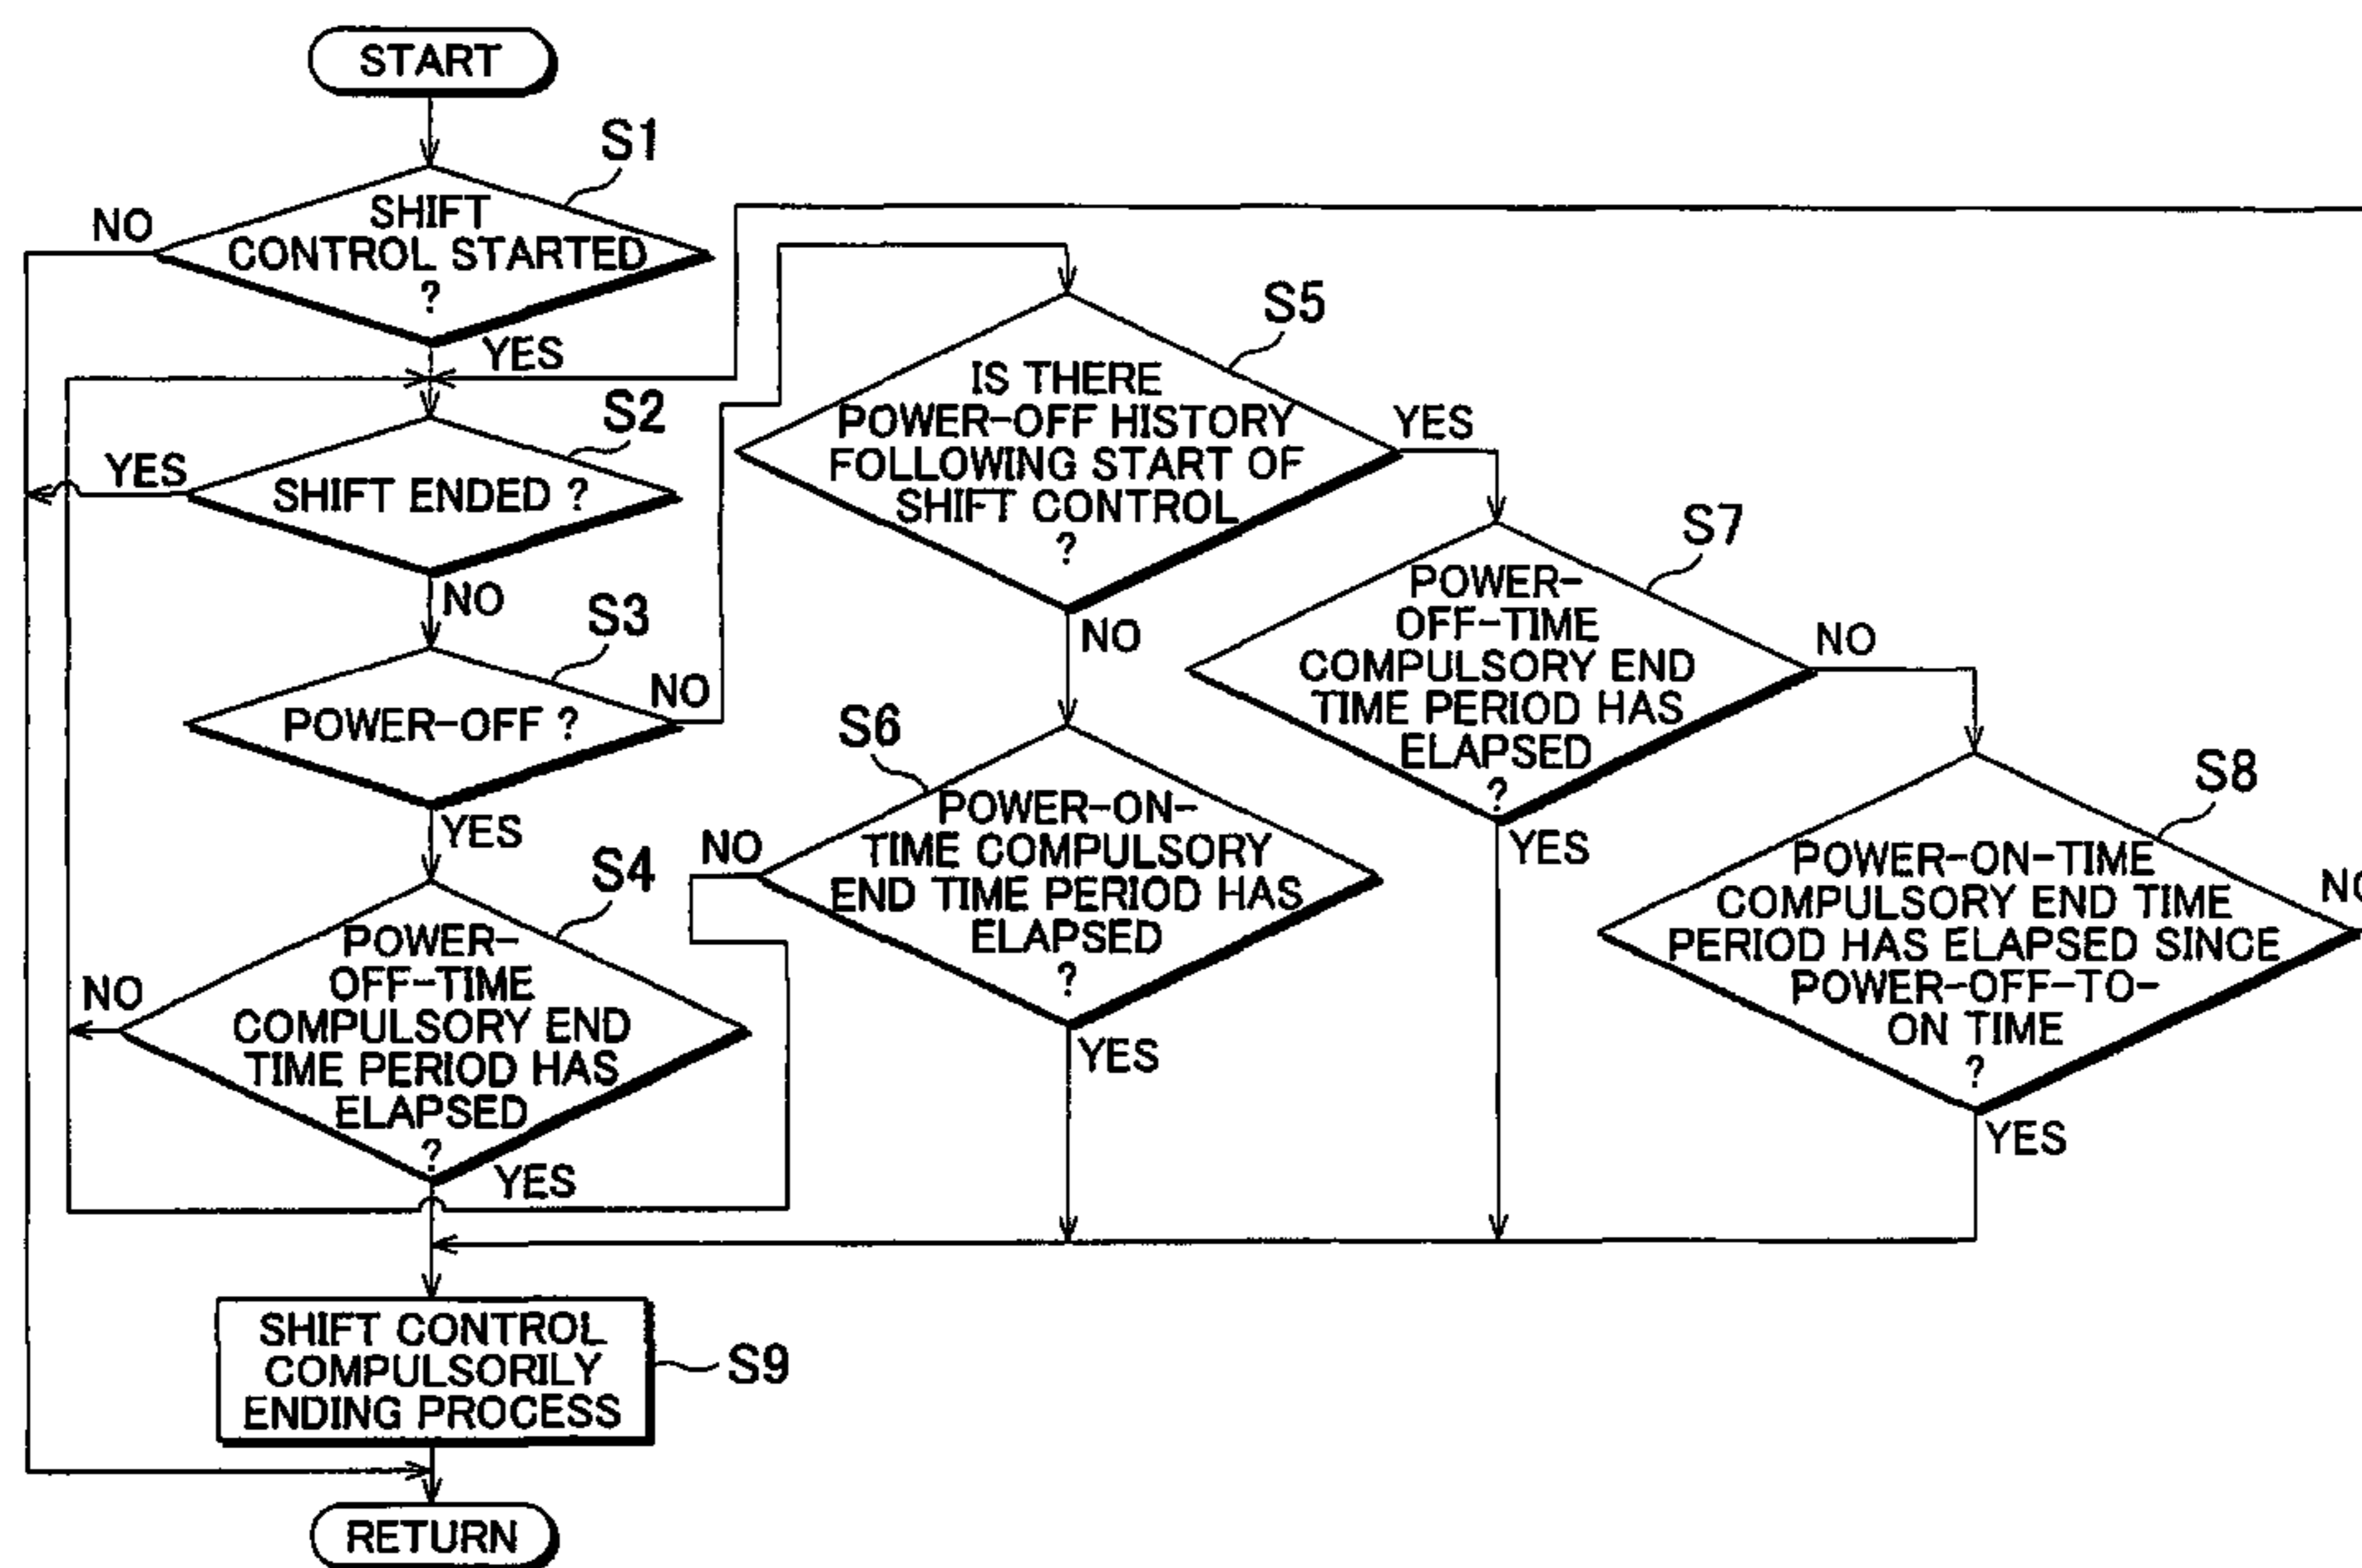 START
S1
SHIFT
CONTROL STARTED
?
NO
YES
S2
SHIFT ENDED ?
YES
NO
S3
POWER-OFF ?
NO
YES
S4
POWER-
OFF-TIME
COMPULSORY END
TIME PERIOD HAS
ELAPSED
?
NO
YES
S5
IS THERE
POWER-OFF HISTORY
FOLLOWING START OF
SHIFT CONTROL
?
YES
NO
S6
POWER-ON-
TIME COMPULSORY
END TIME PERIOD HAS
ELAPSED
?
NO
YES
S7
POWER-
OFF-TIME
COMPULSORY END
TIME PERIOD HAS
ELAPSED
?
NO
YES
S8
POWER-ON-TIME
COMPULSORY END TIME
PERIOD HAS ELAPSED SINCE
POWER-OFF-TO-
ON TIME
?
NO
YES
SHIFT CONTROL
COMPULSORILY
ENDING PROCESS
S9
RETURN